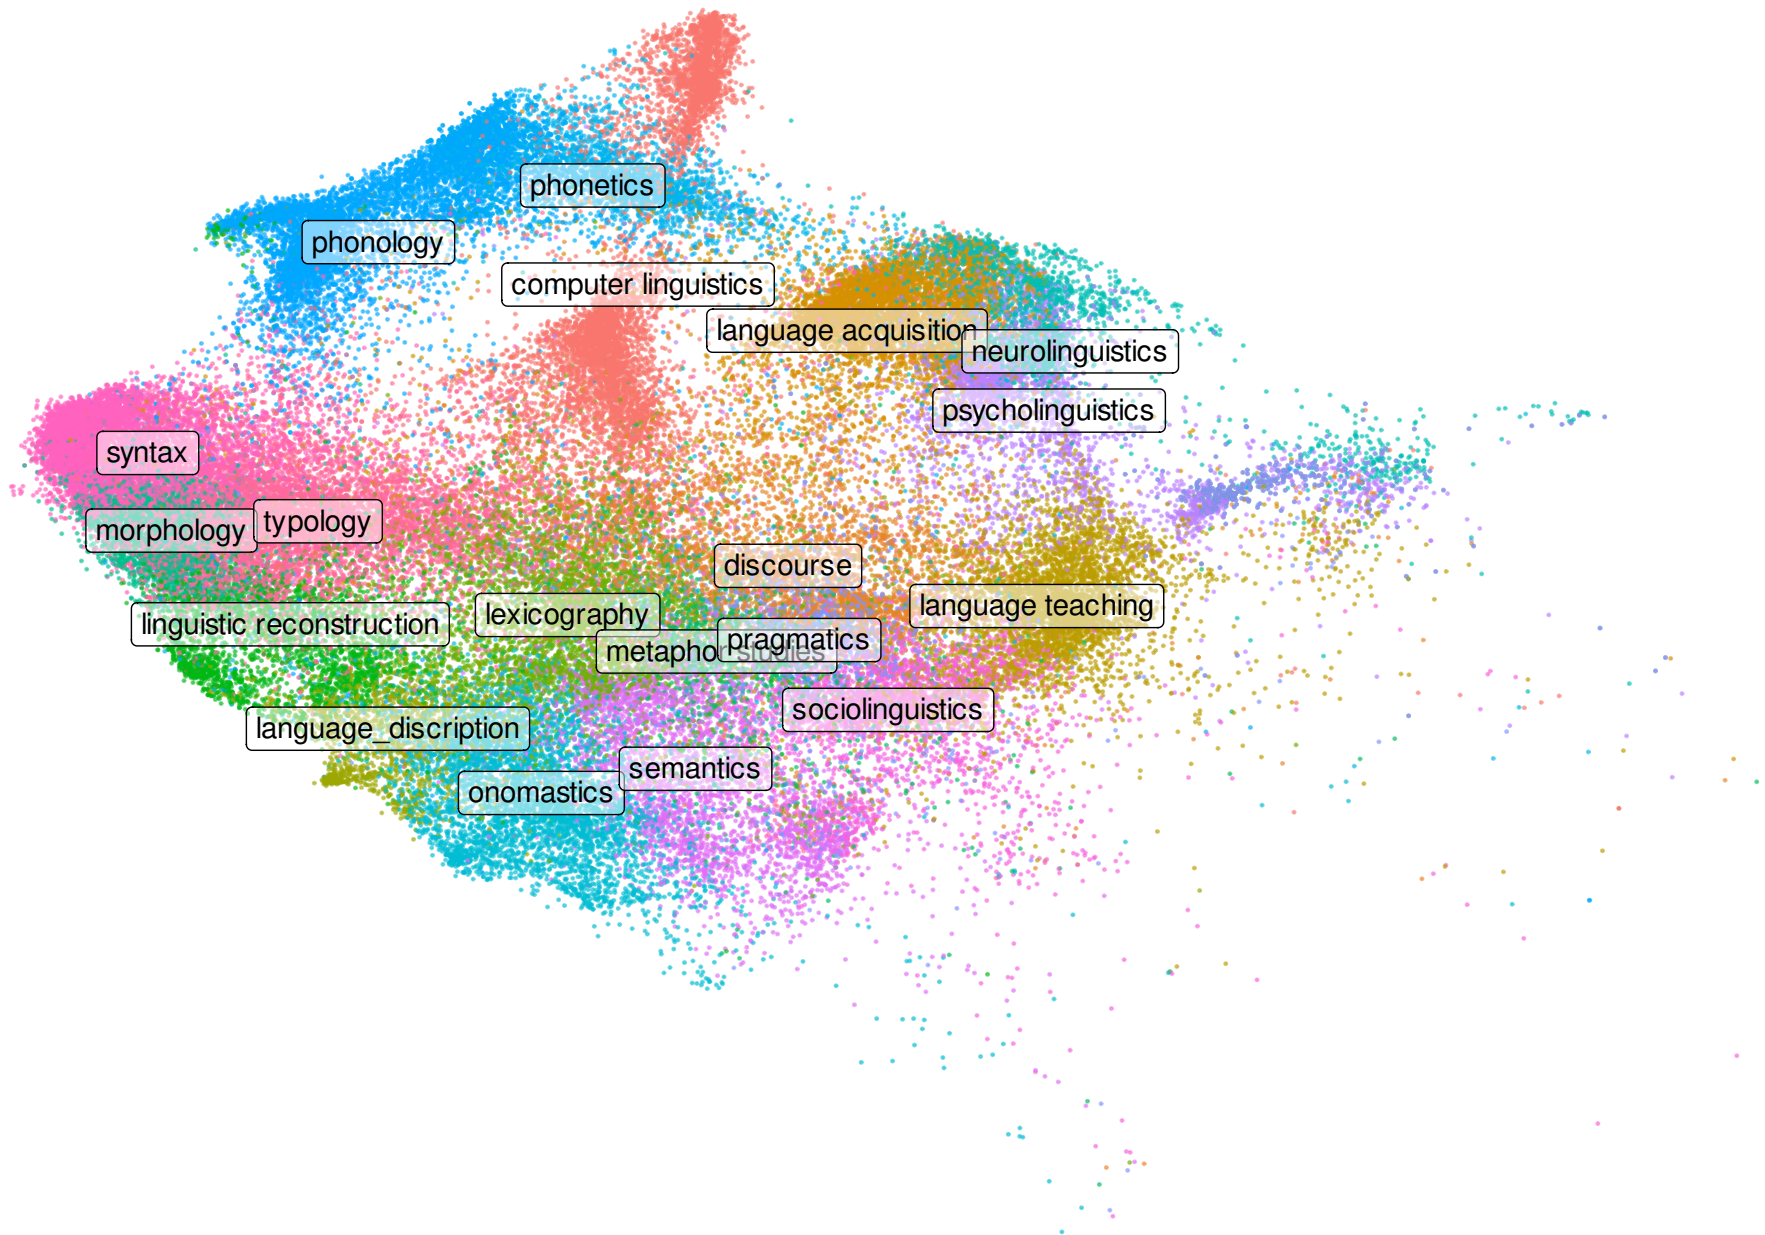 phonetics
phonology
computer linguistics
language acquisition
neurolinguistics
psycholinguistics
syntax
typology
morphology
discourse
language teaching
lexicography
linguistic reconstruction
pragmatics
metaphor studies
sociolinguistics
language_discription
semantics
onomastics